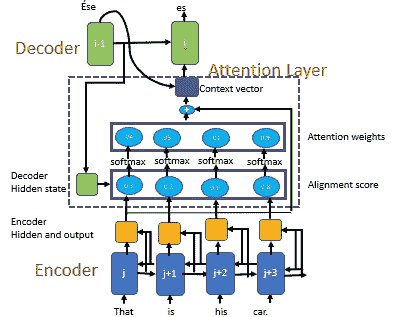 Ese
es
Decoder
i-1
i
Attention Layer
Context vector
+
Attention weights
softmax
softmax
softmax
softmax
Decoder
Hidden state
Alignment score
Encoder
Hidden and output
Encoder
j
j+1
j+2
j+3
That
is
his
car.